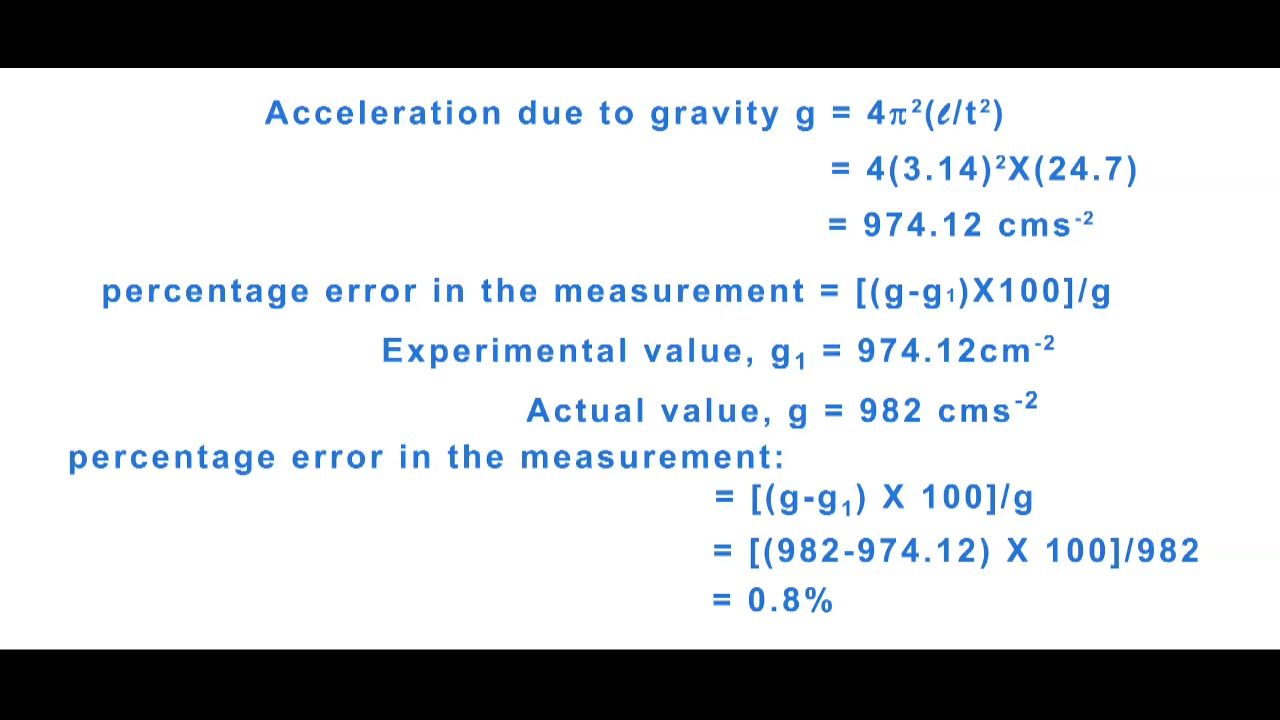 Acceleration due to gravity g = 4π²(ℓ/t²)
= 4(3.14)²X(24.7)
= 974.12 cms⁻²
percentage error in the measurement = [(g-g₁)X100]/g
Experimental value, g₁ = 974.12cm⁻²
Actual value, g = 982 cms⁻²
percentage error in the measurement:
= [(g-g₁) X 100]/g
= [(982-974.12) X 100]/982
= 0.8%